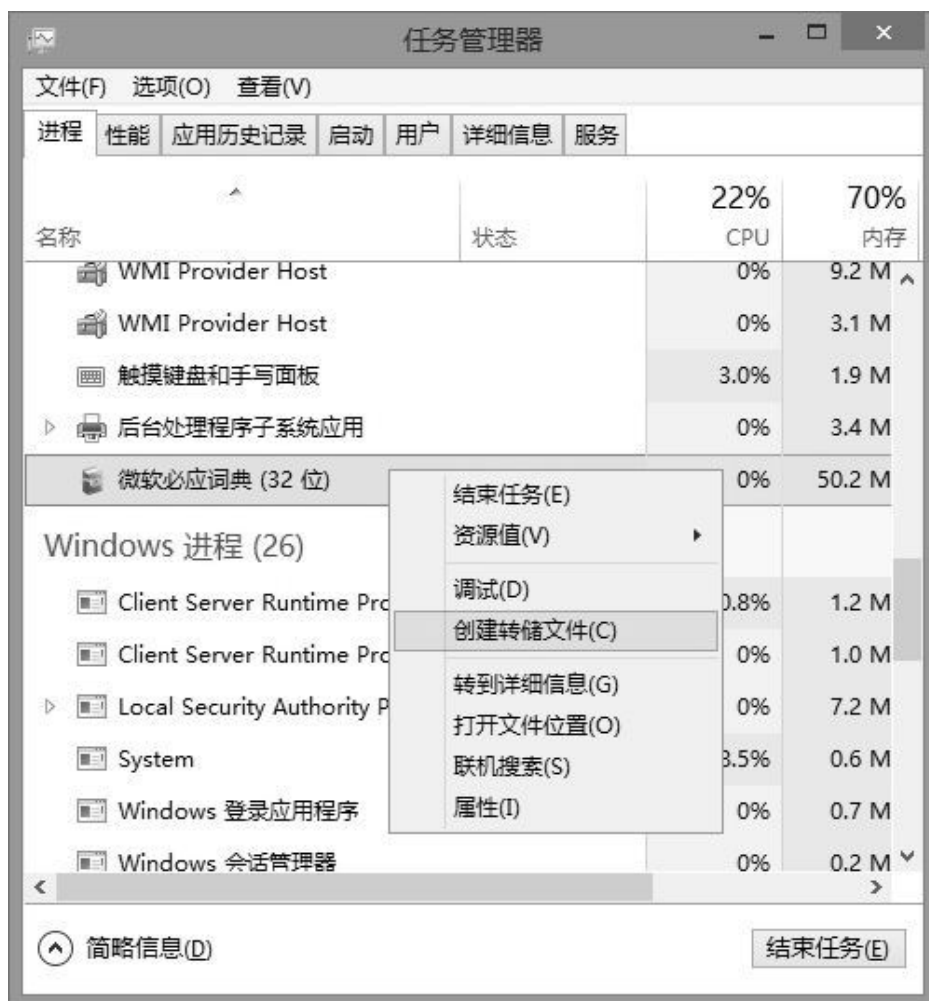 任务管理器
文件(F) 选项(O) 查看(V)
进程 性能 应用历史记录 启动 用户 详细信息 服务
22% 70%
名称 状态 CPU 内存
WMI Provider Host 0% 9.2 M
WMI Provider Host 0% 3.1 M
触摸键盘和手写面板 3.0% 1.9 M
后台处理程序子系统应用 0% 3.4 M
微软必应词典 (32 位) 0% 50.2 M
结束任务(E)
资源值(V)
调试(D)
创建转储文件(C)
转到详细信息(G)
打开文件位置(O)
联机搜索(S)
属性(I)
Windows 进程 (26)
Client Server Runtime Pro 0.8% 1.2 M
Client Server Runtime Pro 0% 1.0 M
Local Security Authority P 0% 7.2 M
System 3.5% 0.6 M
Windows 登录应用程序 0% 0.7 M
Windows 会话管理器 0% 0.2 M
简略信息(D) 结束任务(E)